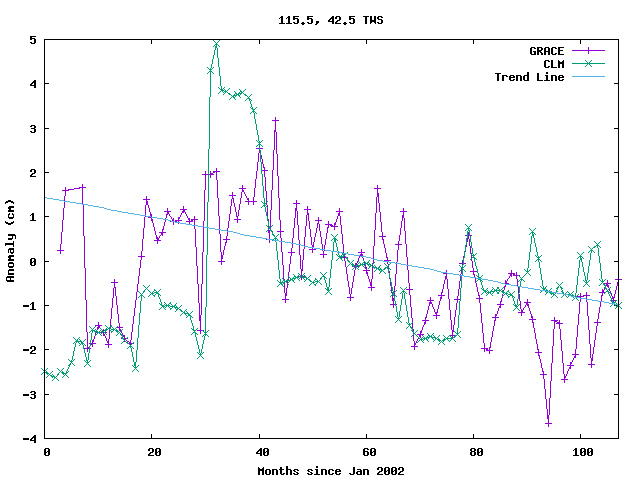 115.5, 42.5 TWS
GRACE
CLM
Trend Line
5
4
3
2
1
0
-1
-2
-3
-4
Anomaly (cm)
0 20 40 60 80 100
Months since Jan 2002